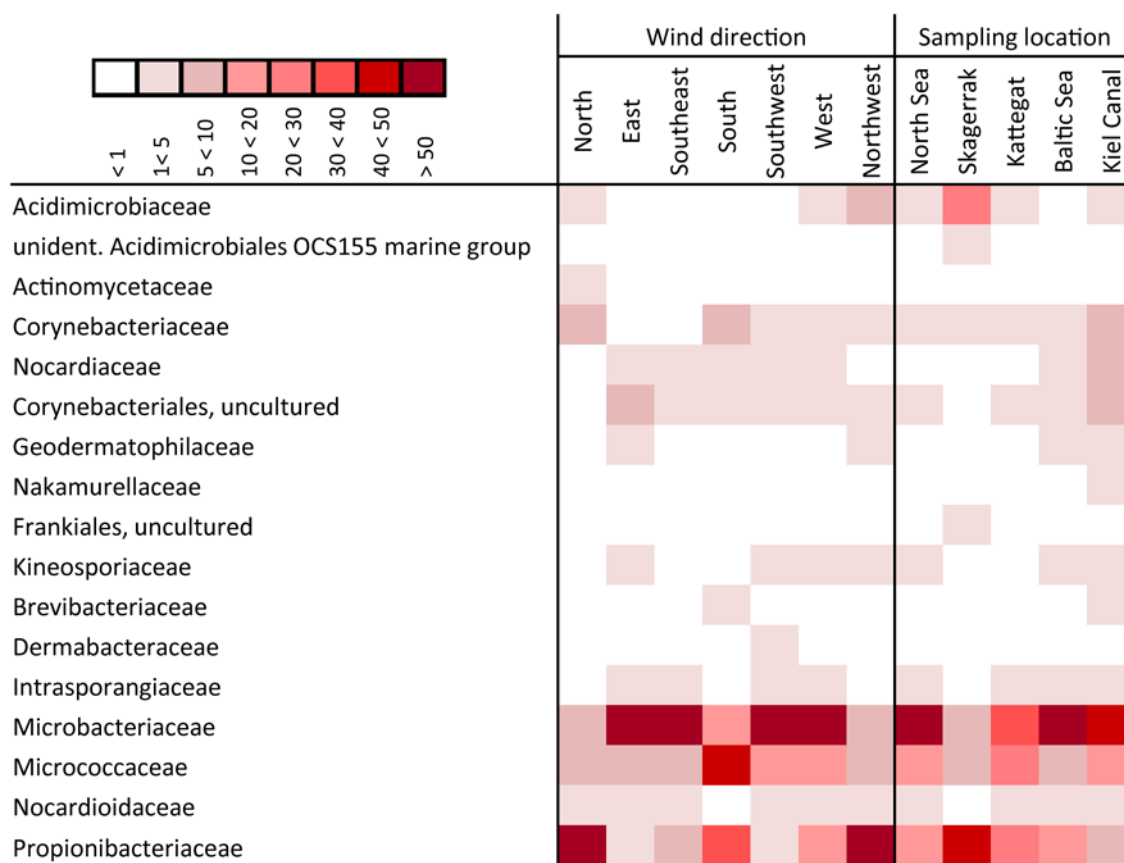 Wind direction Sampling location
North East Southeast South Southwest West Northwest North Sea Skagerrak Kattegat Baltic Sea Kiel Canal
< 1 1< 5 5 < 10 10 < 20 20 < 30 30 < 40 40 < 50 > 50
Acidimicrobiaceae
unident. Acidimicrobiales OCS155 marine group
Actinomycetaceae
Corynebacteriaceae
Nocardiaceae
Corynebacteriales, uncultured
Geodermatophilaceae
Nakamurellaceae
Frankiales, uncultured
Kineosporiaceae
Brevibacteriaceae
Dermabacteraceae
Intrasporangiaceae
Microbacteriaceae
Micrococcaceae
Nocardioidaceae
Propionibacteriaceae